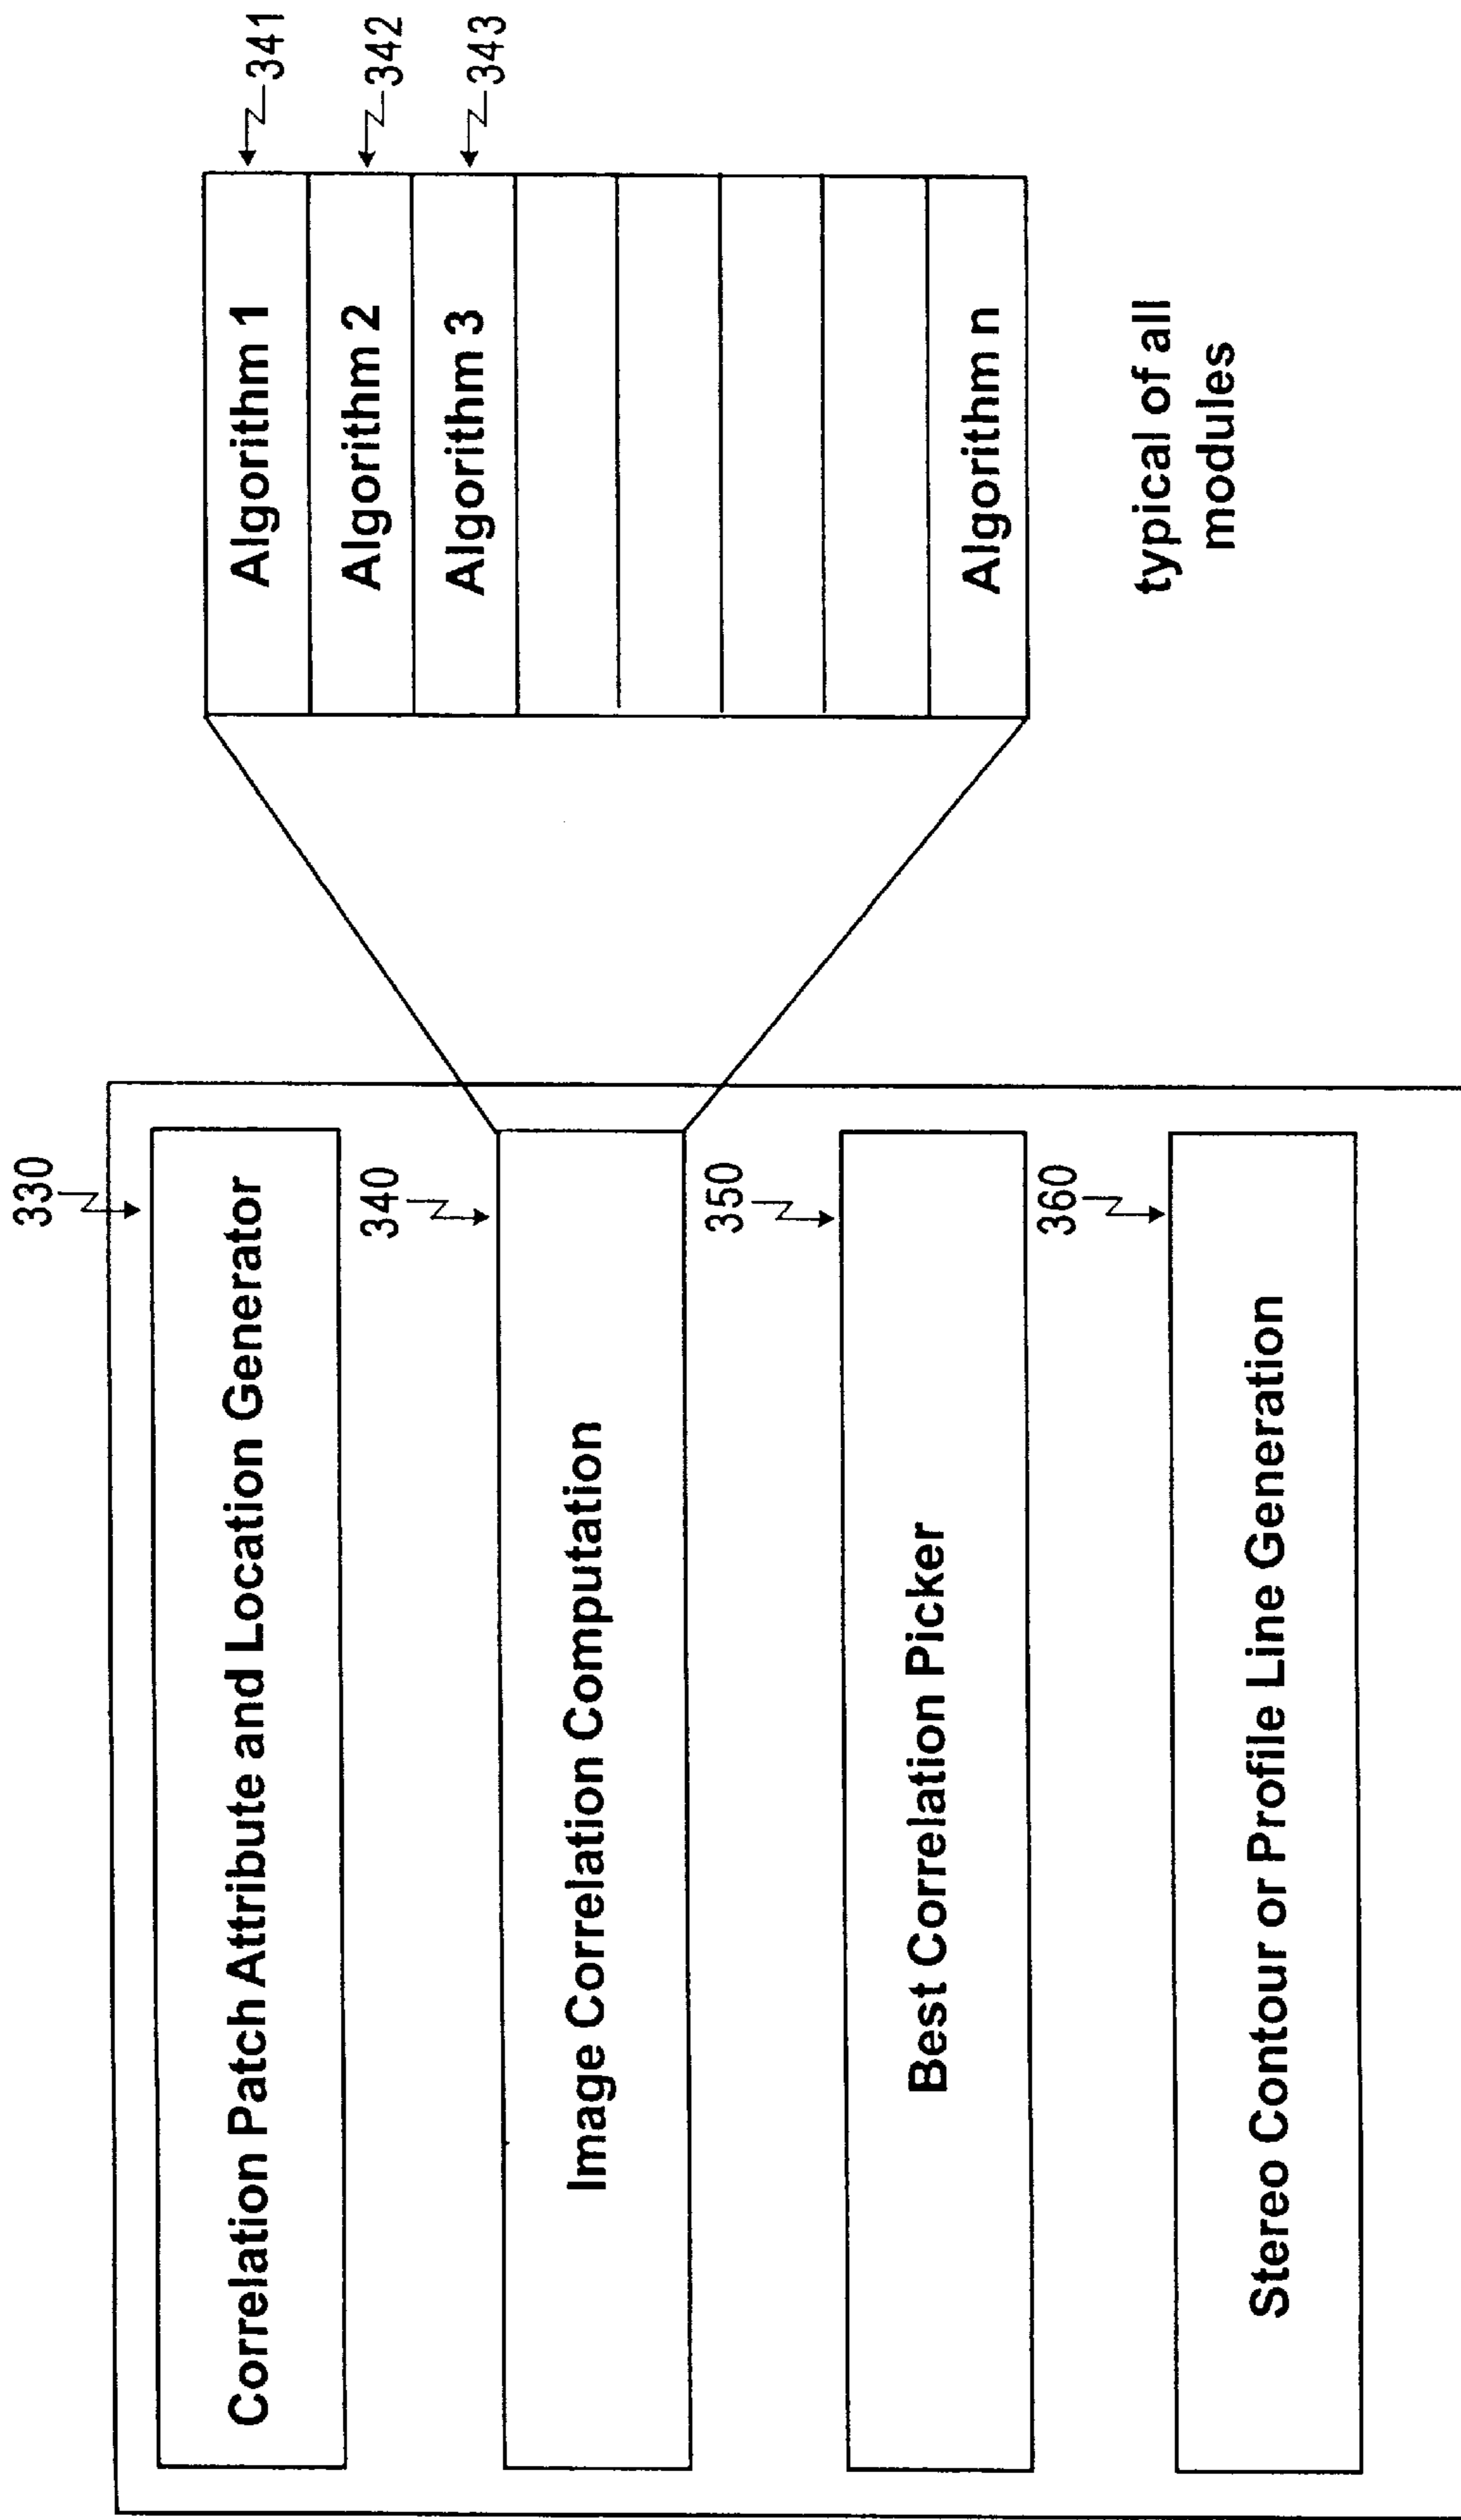 330
Correlation Patch Attribute and Location Generator
340
Image Correlation Computation
350
Best Correlation Picker
360
Stereo Contour or Profile Line Generation
Algorithm 1
341
Algorithm 2
342
Algorithm 3
343
Algorithm n
typical of all
modules